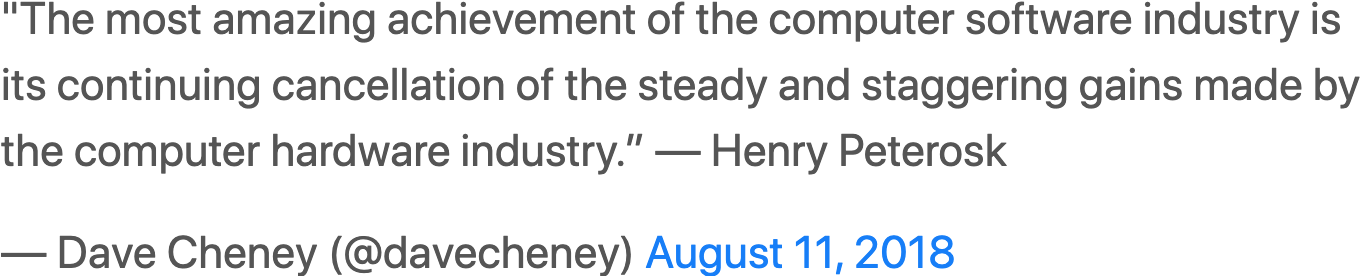 "The most amazing achievement of the computer software industry is
its continuing cancellation of the steady and staggering gains made by
the computer hardware industry.” — Henry Peterosk
— Dave Cheney (@davecheney) August 11, 2018